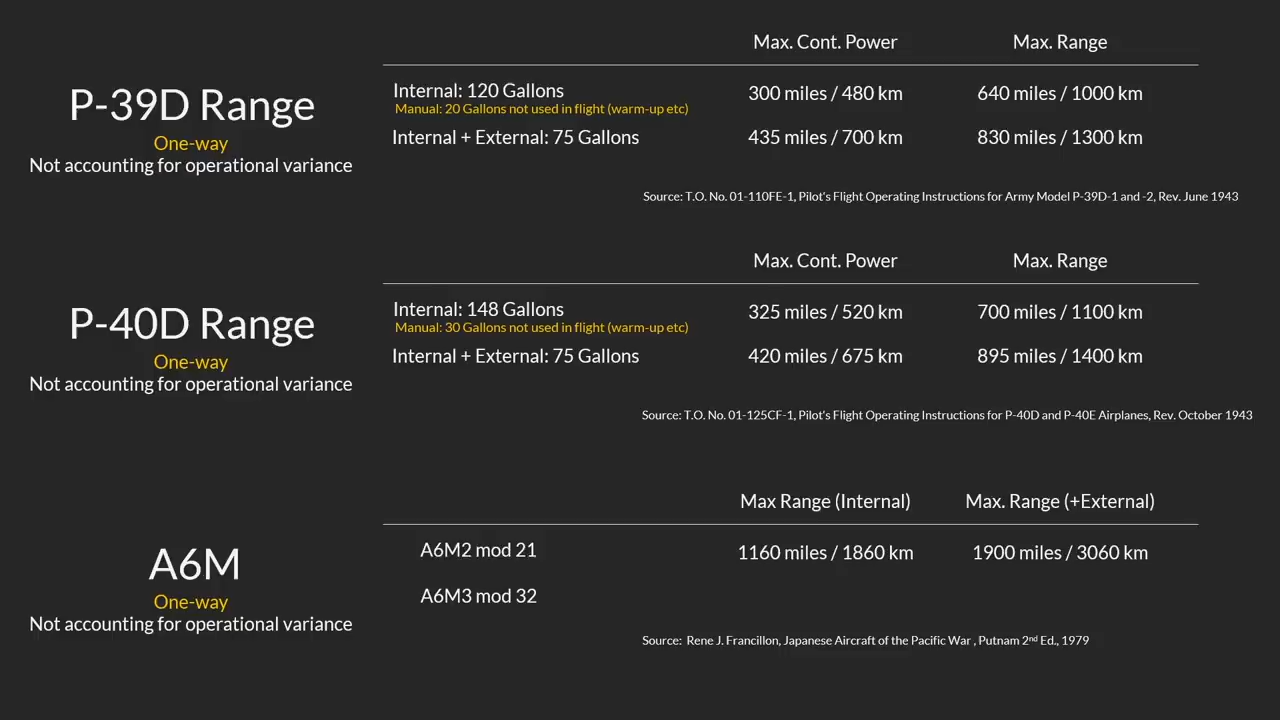 Max. Cont. Power
Max. Range
P-39D Range
One-way
Not accounting for operational variance
Internal: 120 Gallons
300 miles / 480 km
640 miles / 1000 km
Manual: 20 Gallons not used in flight (warm-up etc)
Internal + External: 75 Gallons
435 miles / 700 km
830 miles / 1300 km
Source: T.O. No. 01-110FE-1, Pilot's Flight Operating Instructions for Army Model P-39D-1 and -2, Rev. June 1943
Max. Cont. Power
Max. Range
P-40D Range
One-way
Not accounting for operational variance
Internal: 148 Gallons
325 miles / 520 km
700 miles / 1100 km
Manual: 30 Gallons not used in flight (warm-up etc)
Internal + External: 75 Gallons
420 miles / 675 km
895 miles / 1400 km
Source: T.O. No. 01-125CF-1, Pilot's Flight Operating Instructions for P-40D and P-40E Airplanes, Rev. October 1943
Max Range (Internal)
Max. Range (+External)
A6M
One-way
Not accounting for operational variance
A6M2 mod 21
1160 miles / 1860 km
1900 miles / 3060 km
A6M3 mod 32
Source: Rene J. Francillon, Japanese Aircraft of the Pacific War , Putnam 2nd Ed., 1979